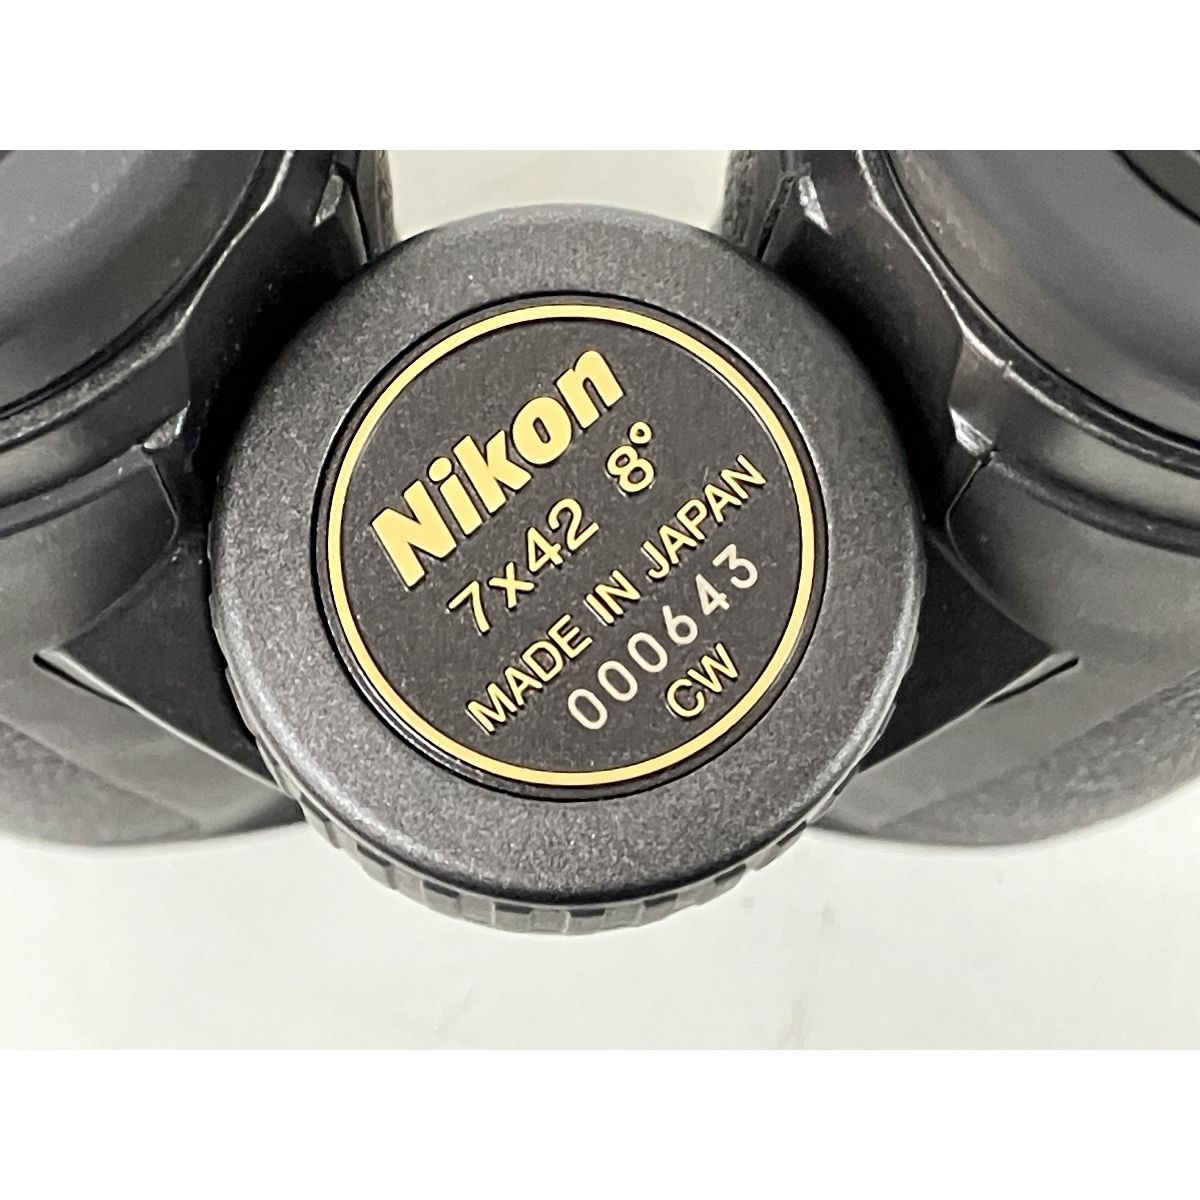 Nikon
7x42 8°
MADE IN JAPAN
000643
CW